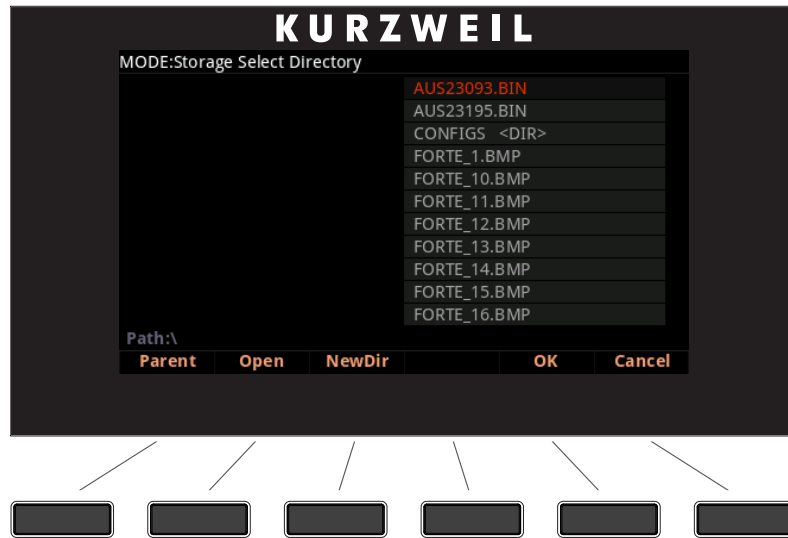 KURZWEIL
MODE:Storage Select Directory
AUS23093.BIN
AUS23195.BIN
CONFIGS <DIR>
FORTE_1.BMP
FORTE_10.BMP
FORTE_11.BMP
FORTE_12.BMP
FORTE_13.BMP
FORTE_14.BMP
FORTE_15.BMP
FORTE_16.BMP
Path:\
Parent Open NewDir OK Cancel